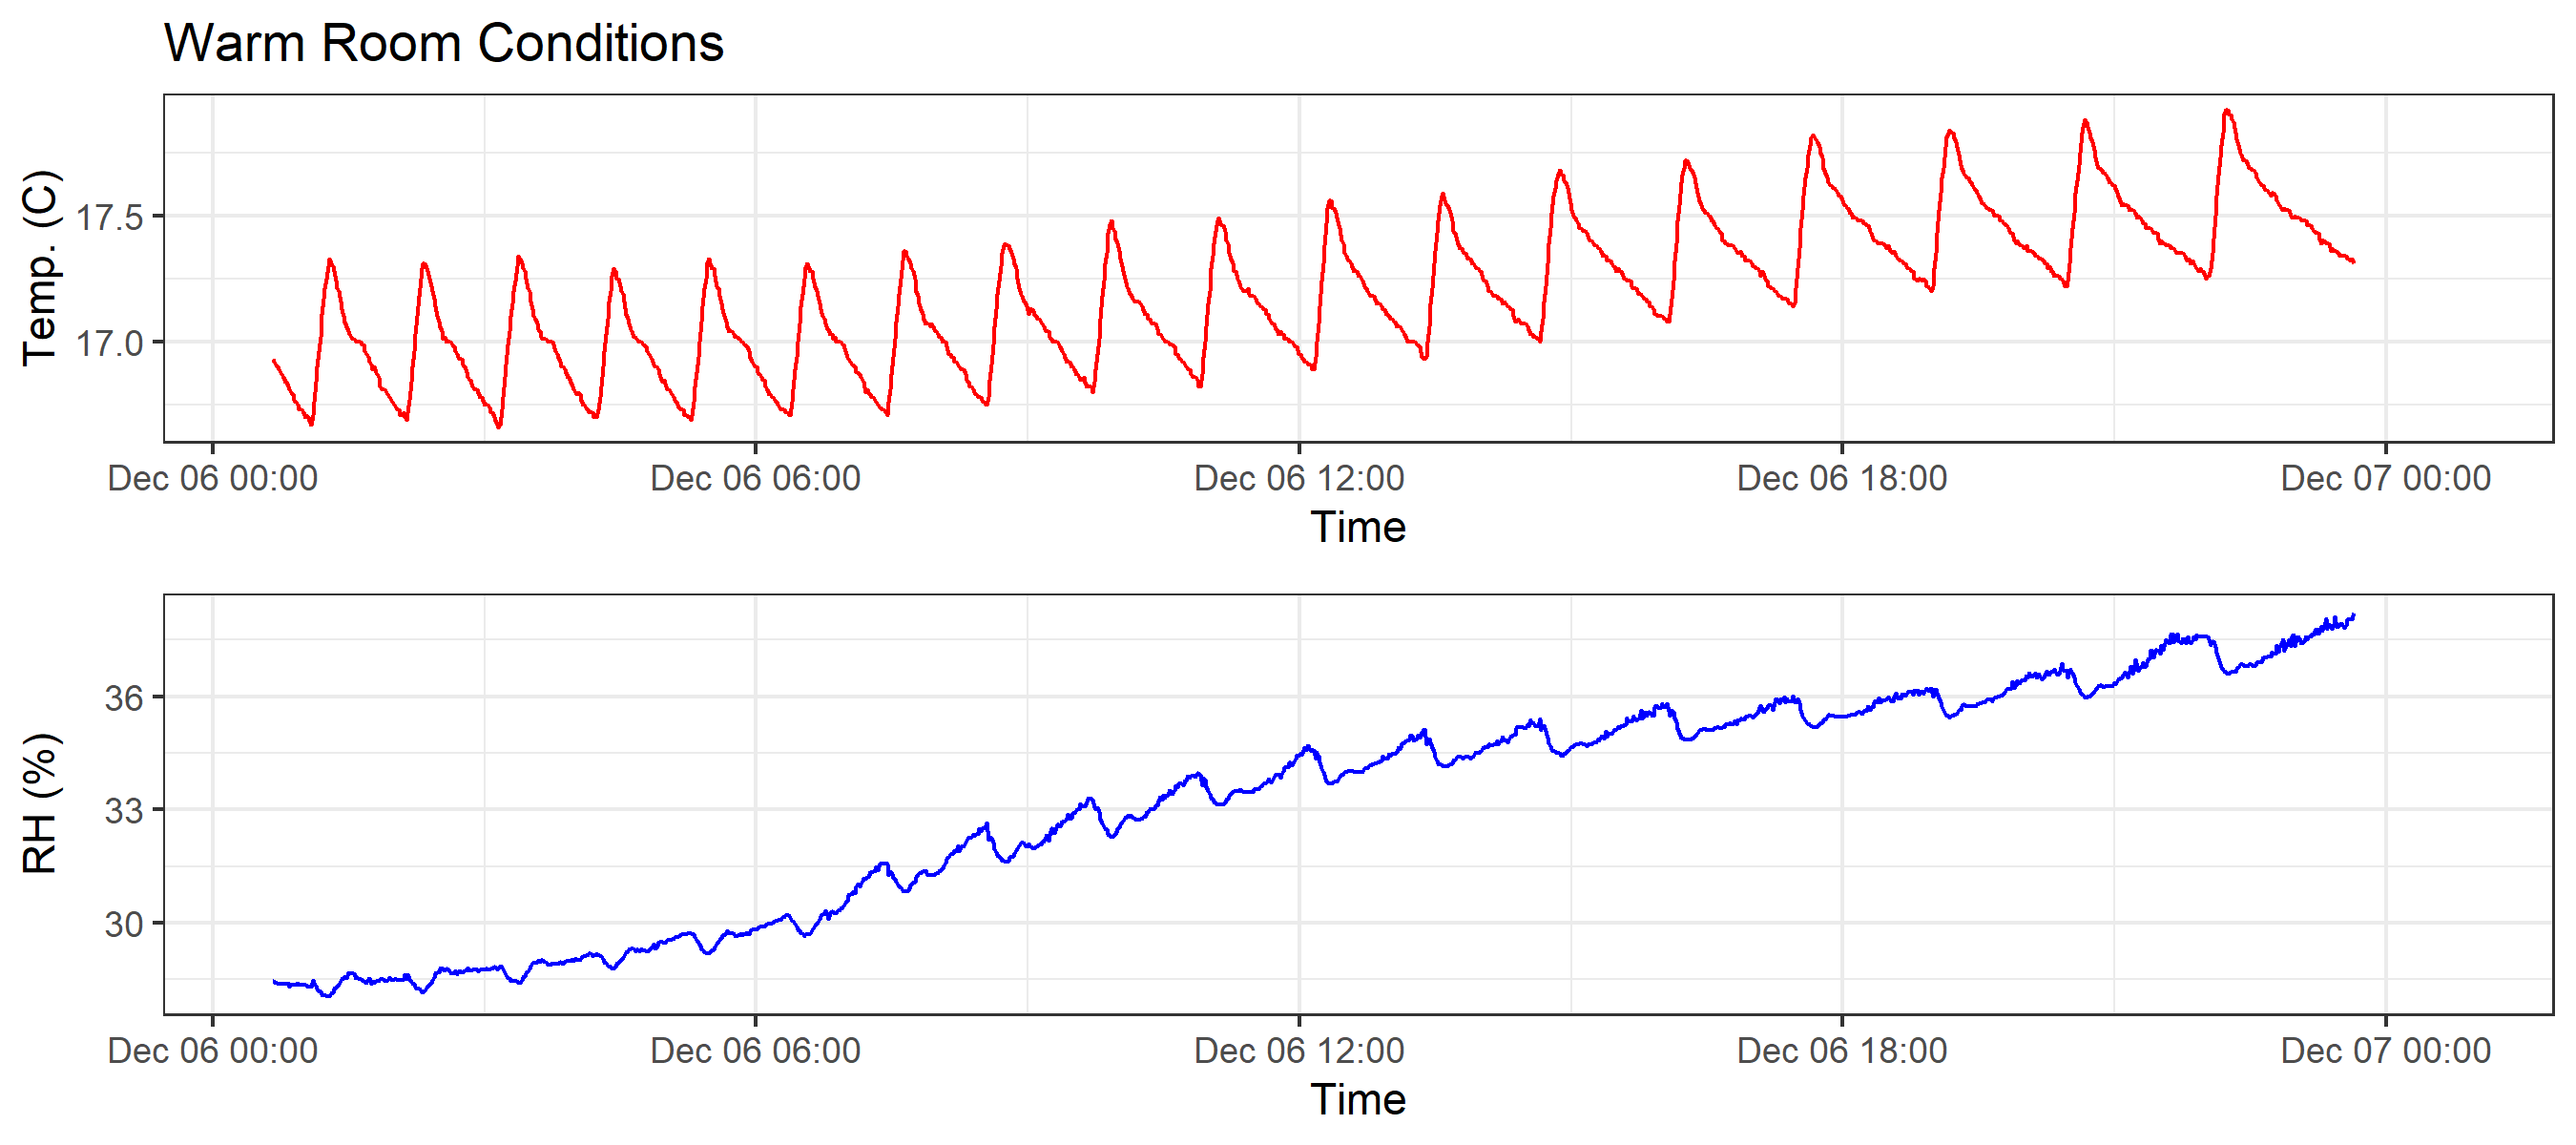 Warm Room Conditions
Temp. (C)
17.5
17.0
Dec 06 00:00 Dec 06 06:00 Dec 06 12:00 Dec 06 18:00 Dec 07 00:00
Time
RH (%)
36
33
30
Dec 06 00:00 Dec 06 06:00 Dec 06 12:00 Dec 06 18:00 Dec 07 00:00
Time